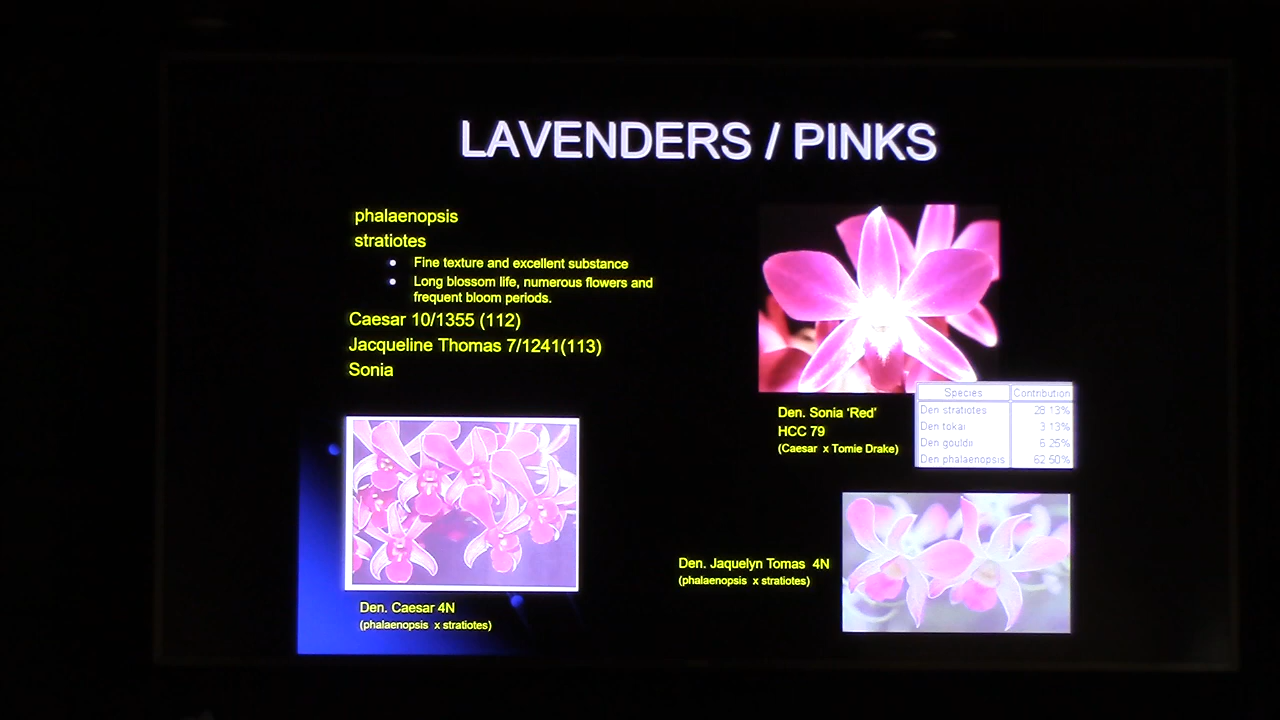 LAVENDERS / PINKS
phalaenopsis
stratiotes
• Fine texture and excellent substance
• Long blossom life, numerous flowers and
frequent bloom periods.
Caesar 10/1355 (112)
Jacqueline Thomas 7/1241(113)
Sonia
Den. Sonia ‘Red’
HCC 79
(Caesar x Tomie Drake)
Species Contribution
Den stratiotes 28.13%
Den tokai 3.13%
Den gouldii 6.25%
Den phalaenopsis 62.50%
Den. Jaquelyn Tomas 4N
(phalaenopsis x stratiotes)
Den. Caesar 4N
(phalaenopsis x stratiotes)